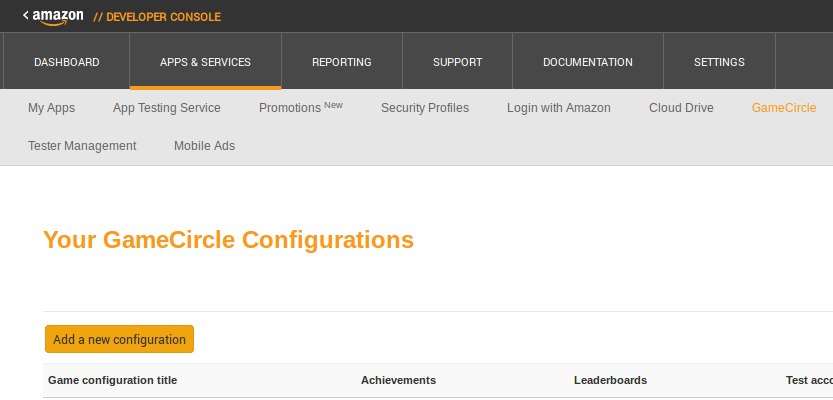 < amazon // DEVELOPER CONSOLE
DASHBOARD APPS & SERVICES REPORTING SUPPORT DOCUMENTATION SETTINGS
My Apps App Testing Service Promotions New Security Profiles Login with Amazon Cloud Drive GameCircle
Tester Management Mobile Ads
Your GameCircle Configurations
Add a new configuration
Game configuration title Achievements Leaderboards Test acco